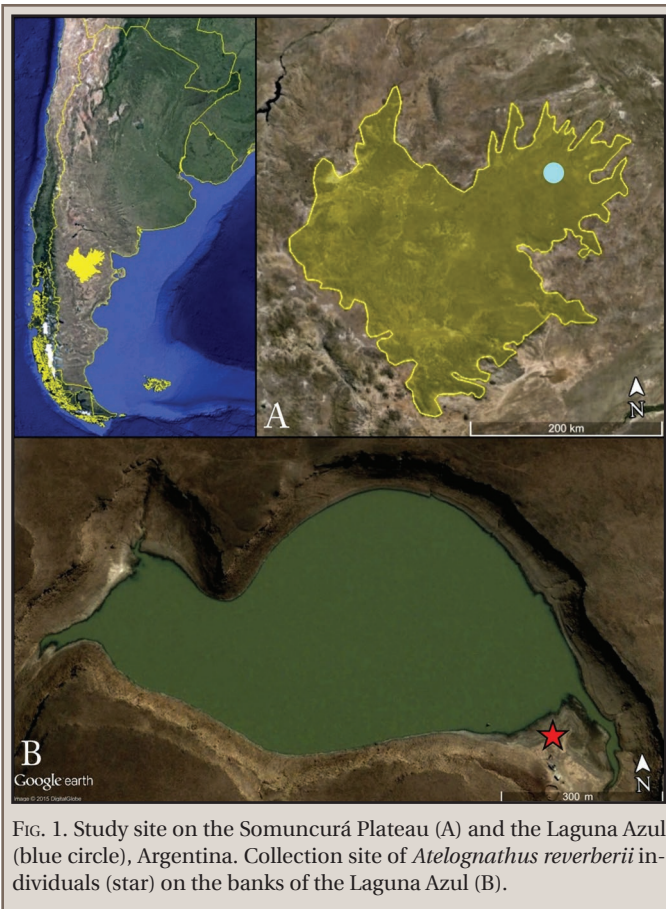 A
N
200 km
B
Google earth
Image © 2015 DigitalGlobe
N
300 m
FIG. 1. Study site on the Somuncurá Plateau (A) and the Laguna Azul
(blue circle), Argentina. Collection site of Atelognathus reverberii in-
dividuals (star) on the banks of the Laguna Azul (B).